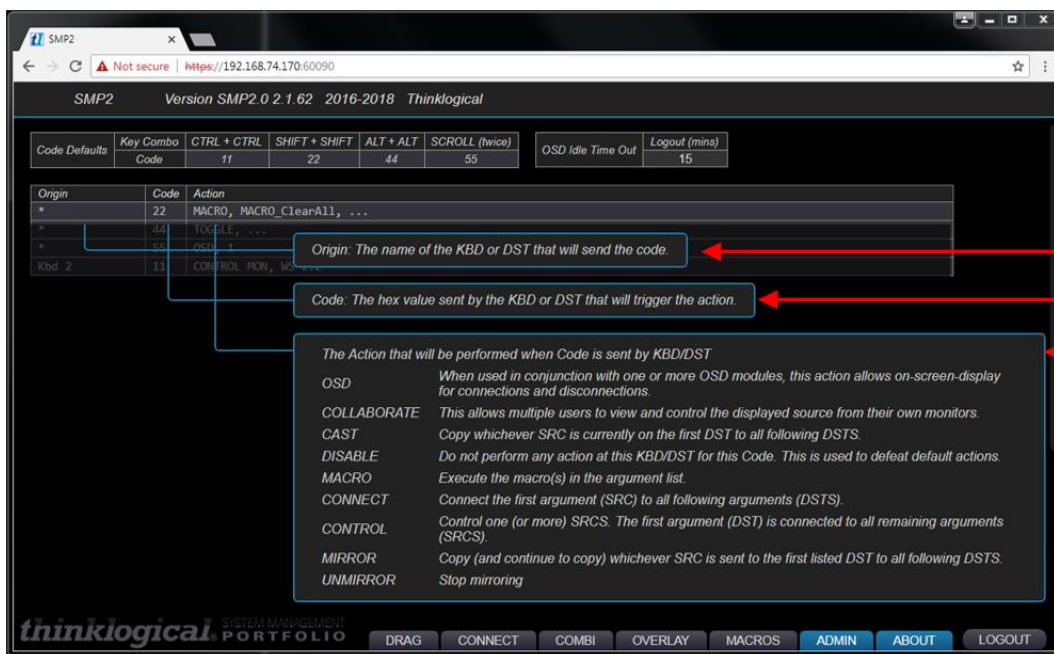 SMP2
Not secure | https://192.168.74.170:60090
SMP2 Version SMP2.0 2.1.62 2016-2018 Thinklogical
Code Defaults
Key Combo CTRL + CTRL SHIFT + SHIFT ALT + ALT SCROLL (twice)
Code 11 22 44 55
OSD Idle Time Out
Logout (mins)
15
Origin Code Action
* 22 MACRO, MACRO_ClearAll, ...
* 44 TOGGLE, ...
* 55 OSD, 1
Kbd 2 11 CONTROL MON,
Origin: The name of the KBD or DST that will send the code.
Code: The hex value sent by the KBD or DST that will trigger the action.
The Action that will be performed when Code is sent by KBD/DST
OSD When used in conjunction with one or more OSD modules, this action allows on-screen-display
for connections and disconnections.
COLLABORATE This allows multiple users to view and control the displayed source from their own monitors.
CAST Copy whichever SRC is currently on the first DST to all following DSTS.
DISABLE Do not perform any action at this KBD/DST for this Code. This is used to defeat default actions.
MACRO Execute the macro(s) in the argument list.
CONNECT Connect the first argument (SRC) to all following arguments (DSTS).
CONTROL Control one (or more) SRCS. The first argument (DST) is connected to all remaining arguments
(SRCS).
MIRROR Copy (and continue to copy) whichever SRC is sent to the first listed DST to all following DSTS.
UNMIRROR Stop mirroring
thinklogical® SYSTEM MANAGEMENT
PORTFOLIO
DRAG CONNECT COMBI OVERLAY MACROS ADMIN ABOUT LOGOUT